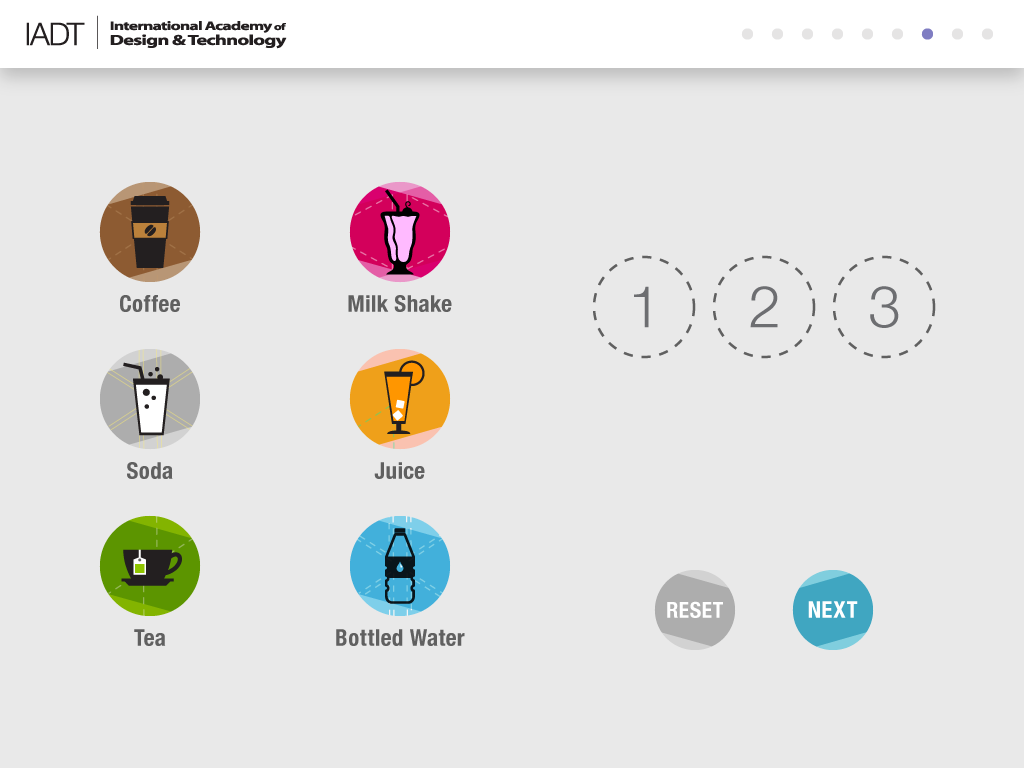 IADT
International Academy of
Design & Technology
Coffee
Milk Shake
1 2 3
Soda
Juice
Tea
Bottled Water
RESET
NEXT